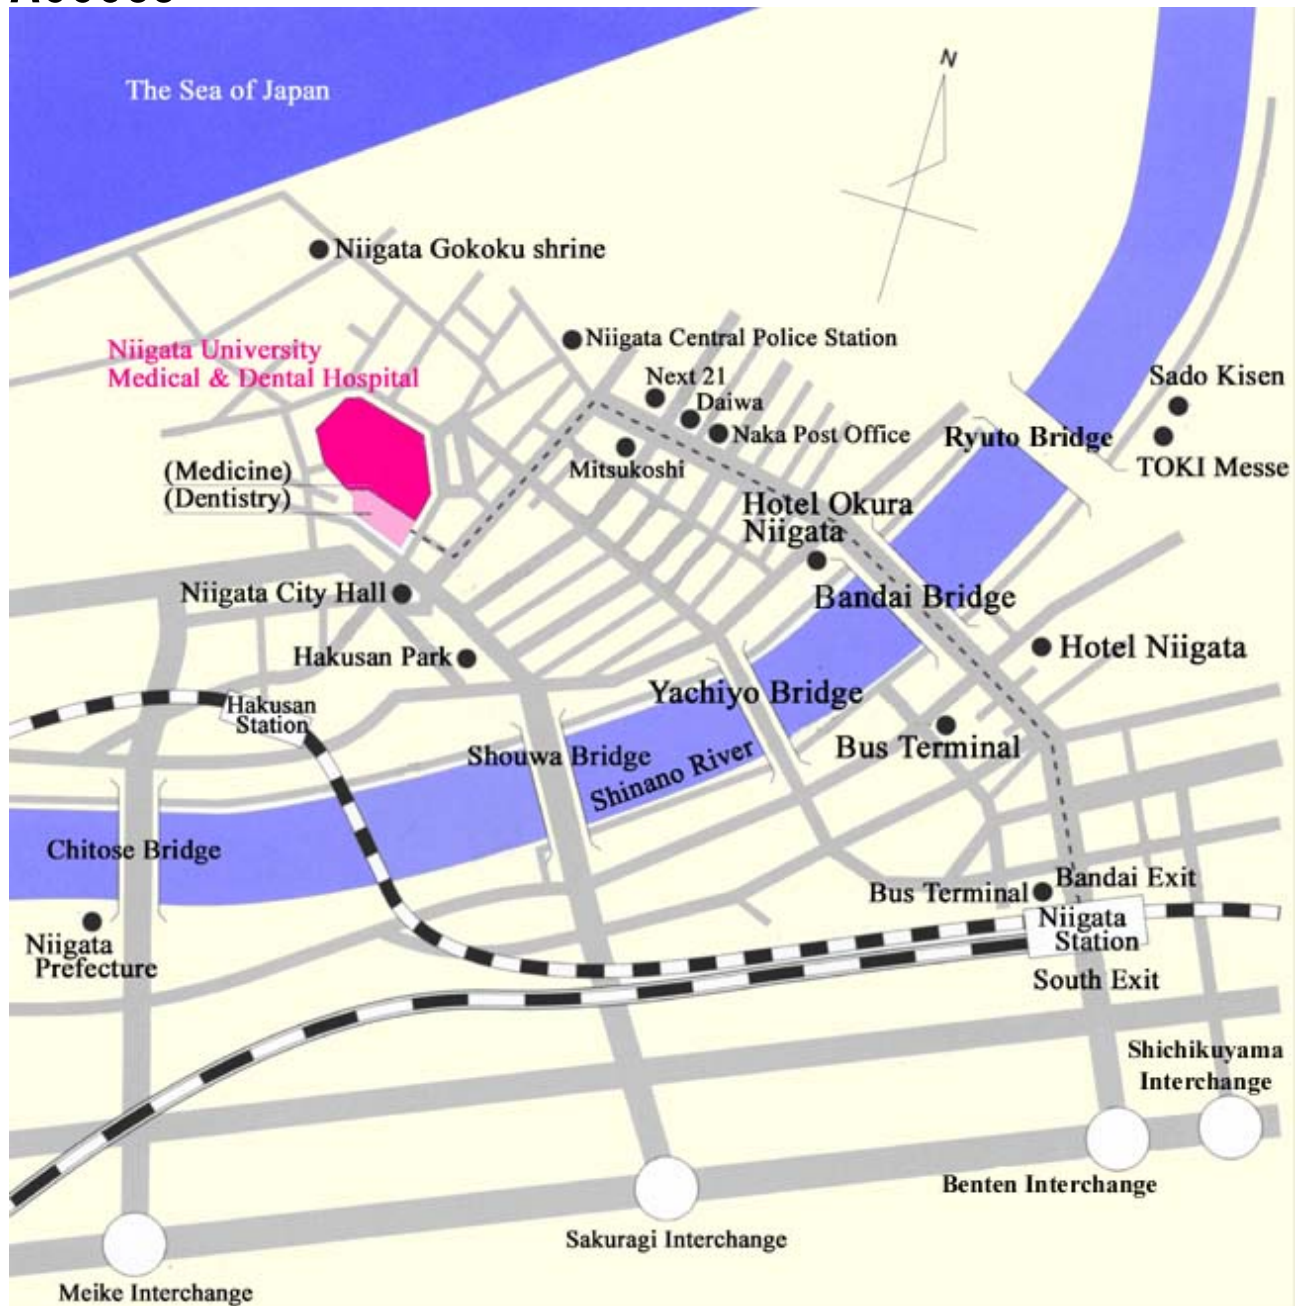 The Sea of Japan
N
Niigata Gokoku shrine
Niigata University
Medical & Dental Hospital
Niigata Central Police Station
Next 21
Daiwa
Naka Post Office
Mitsukoshi
Sado Kisen
TOKI Messe
Ryuto Bridge
(Medicine)
(Dentistry)
Hotel Okura
Niigata
Niigata City Hall
Bandai Bridge
Hakusan Park
Hotel Niigata
Yachiyo Bridge
Hakusan
Station
Bus Terminal
Shouwa Bridge
Shinano River
Chitose Bridge
Bus Terminal
Bandai Exit
Niigata
Prefecture
Niigata
Station
South Exit
Shichikuyama
Interchange
Benten Interchange
Sakuragi Interchange
Meike Interchange